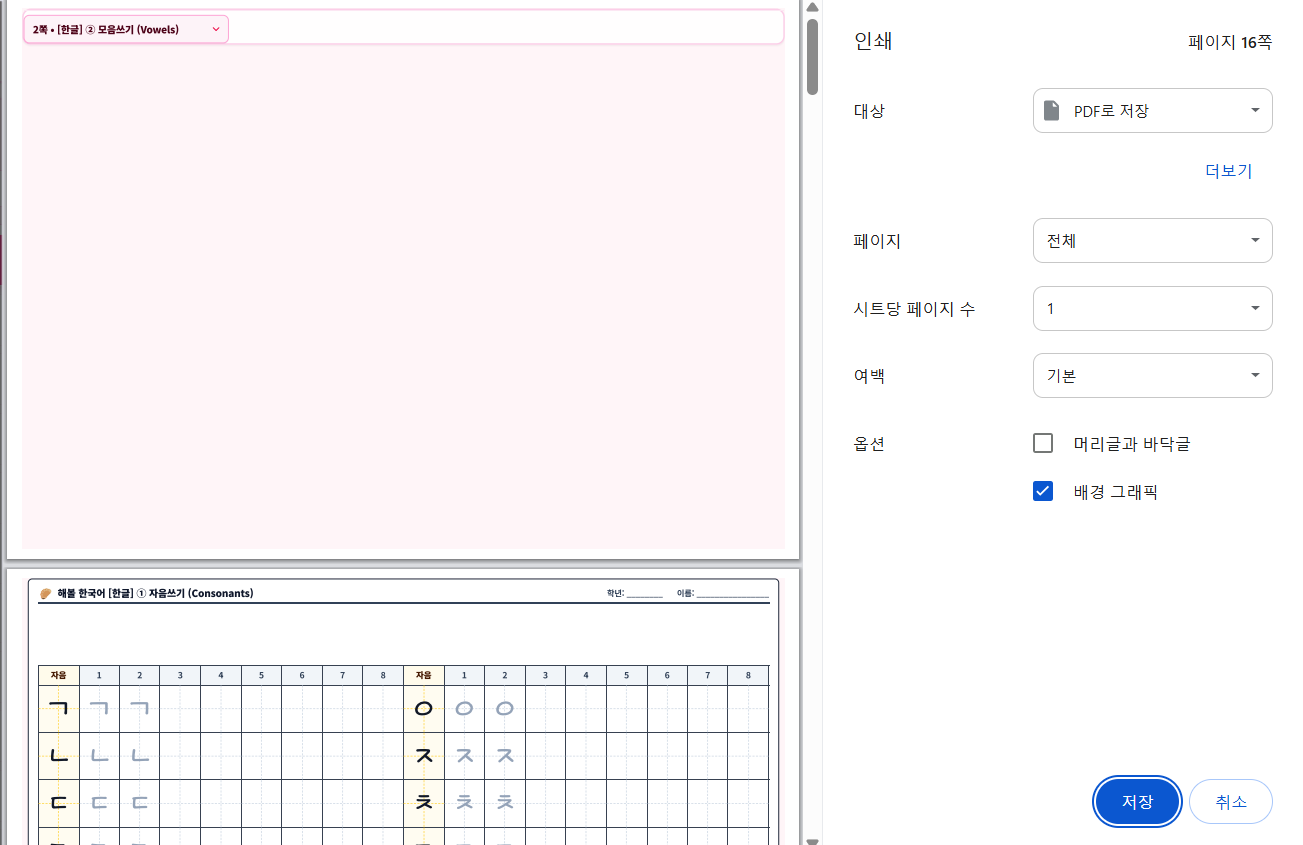 2쪽 • [한글] ② 모음쓰기 (Vowels)
해볼 한국어 [한글] ① 자음쓰기 (Consonants) 학년: ________ 이름: ________________
자음 1 2 3 4 5 6 7 8 자음 1 2 3 4 5 6 7 8
ㄱ ㄱ ㄱ ㅇ ㅇ ㅇ
ㄴ ㄴ ㄴ ㅈ ㅈ ㅈ
ㄷ ㄷ ㄷ ㅊ ㅊ ㅊ
인쇄 페이지 16쪽
대상 PDF로 저장
더보기
페이지 전체
시트당 페이지 수 1
여백 기본
옵션 머리글과 바닥글
배경 그래픽
저장 취소